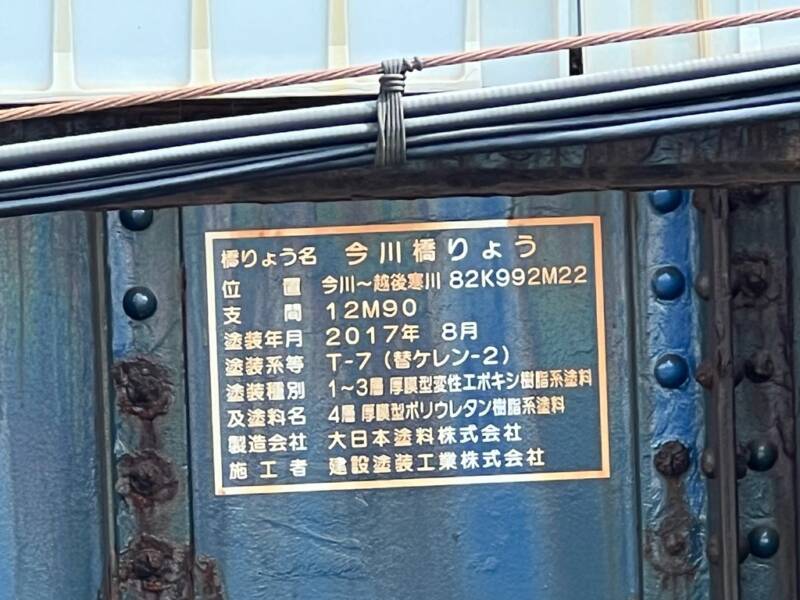 橋りょう名 今川橋りょう
位置 今川～越後寒川 82K992M22
支間 12M90
塗装年月 2017年 8月
塗装系等 T-7（替ケレン-2）
塗装種別 1～3層 厚膜型変性エポキシ樹脂系塗料
及塗料名 4層 厚膜型ポリウレタン樹脂系塗料
製造会社 大日本塗料株式会社
施工者 建設塗装工業株式会社